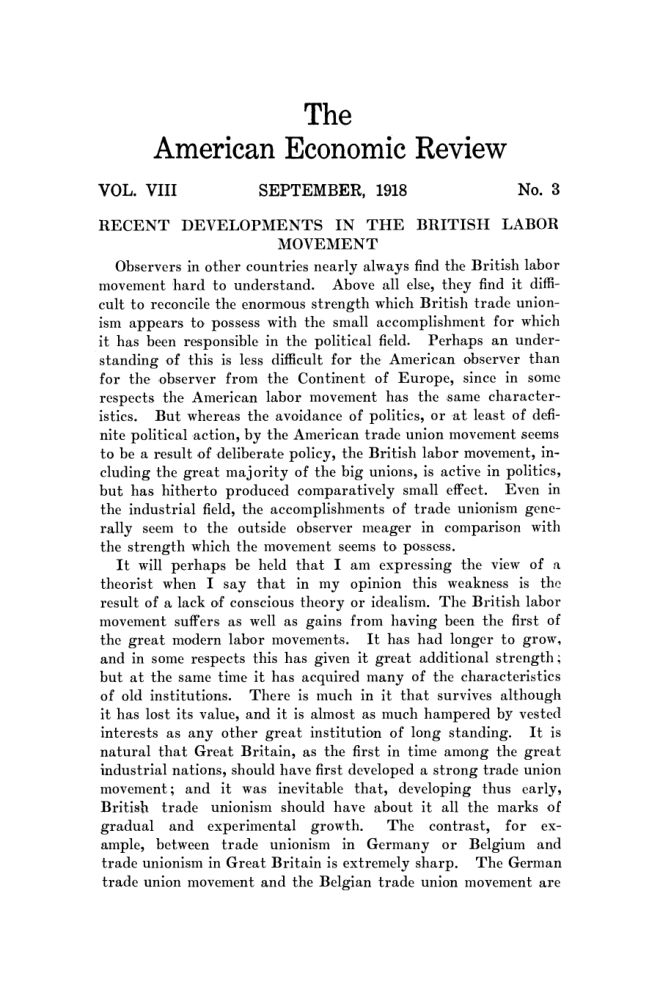 The
American Economic Review
VOL. VIII SEPTEMBER, 1918 No. 3
RECENT DEVELOPMENTS IN THE BRITISH LABOR
MOVEMENT
Observers in other countries nearly always find the British labor
movement hard to understand. Above all else, they find it diffi-
cult to reconcile the enormous strength which British trade union-
ism appears to possess with the small accomplishment for which
it has been responsible in the political field. Perhaps an under-
standing of this is less difficult for the American observer than
for the observer from the Continent of Europe, since in some
respects the American labor movement has the same character-
istics. But whereas the avoidance of politics, or at least of defi-
nite political action, by the American trade union movement seems
to be a result of deliberate policy, the British labor movement, in-
cluding the great majority of the big unions, is active in politics,
but has hitherto produced comparatively small effect. Even in
the industrial field, the accomplishments of trade unionism gene-
rally seem to the outside observer meager in comparison with
the strength which the movement seems to possess.
It will perhaps be held that I am expressing the view of a
theorist when I say that in my opinion this weakness is the
result of a lack of conscious theory or idealism. The British labor
movement suffers as well as gains from having been the first of
the great modern labor movements. It has had longer to grow,
and in some respects this has given it great additional strength;
but at the same time it has acquired many of the characteristics
of old institutions. There is much in it that survives although
it has lost its value, and it is almost as much hampered by vested
interests as any other great institution of long standing. It is
natural that Great Britain, as the first in time among the great
industrial nations, should have first developed a strong trade union
movement; and it was inevitable that, developing thus early,
British trade unionism should have about it all the marks of
gradual and experimental growth. The contrast, for ex-
ample, between trade unionism in Germany or Belgium and
trade unionism in Great Britain is extremely sharp. The German
trade union movement and the Belgian trade union movement are